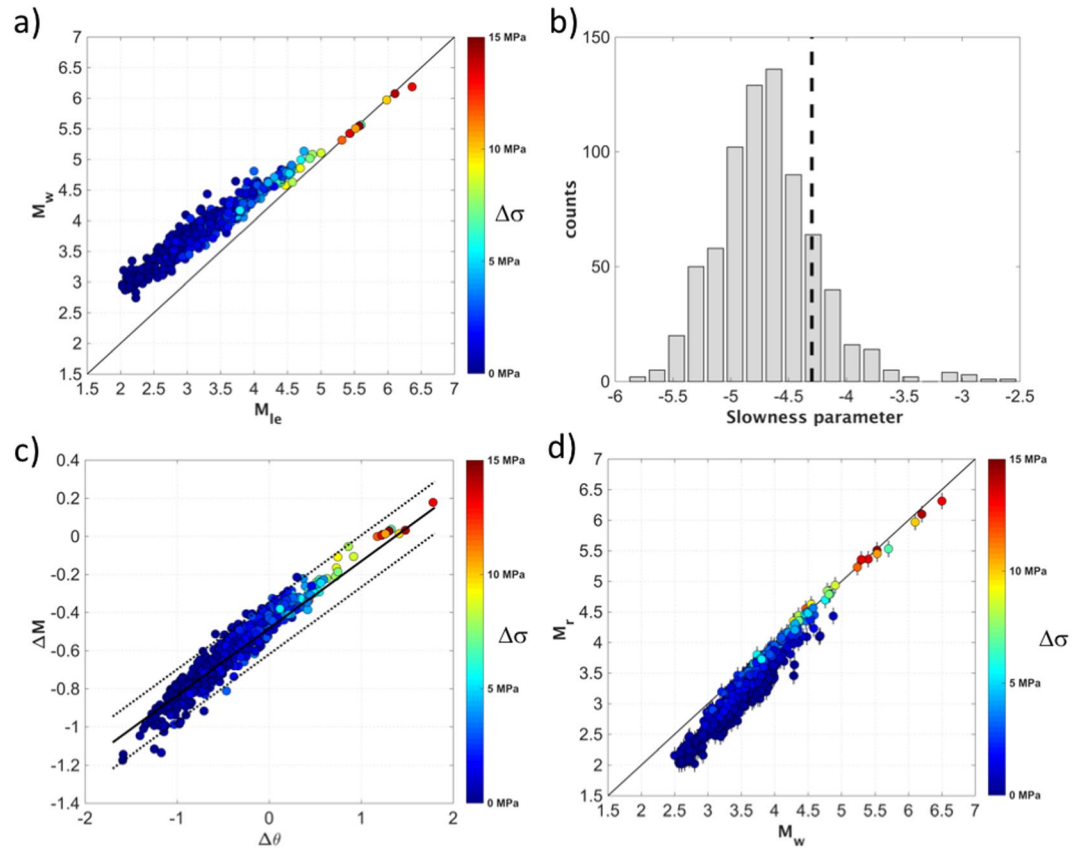 a)
7
6.5
6
5.5
5
4.5
4
3.5
3
2.5
2
1.5
M_w
1.5 2 2.5 3 3.5 4 4.5 5 5.5 6 6.5 7
M_le
15 MPa
10 MPa
Δσ
5 MPa
0 MPa
b)
150
100
50
0
counts
-6 -5.5 -5 -4.5 -4 -3.5 -3 -2.5
Slowness parameter
c)
0.4
0.2
0
-0.2
-0.4
-0.6
-0.8
-1
-1.2
-1.4
ΔM
-2 -1 0 1 2
Δθ
15 MPa
10 MPa
Δσ
5 MPa
0 MPa
d)
7
6.5
6
5.5
5
4.5
4
3.5
3
2.5
2
1.5
M_r
1.5 2 2.5 3 3.5 4 4.5 5 5.5 6 6.5 7
M_w
15 MPa
10 MPa
Δσ
5 MPa
0 MPa